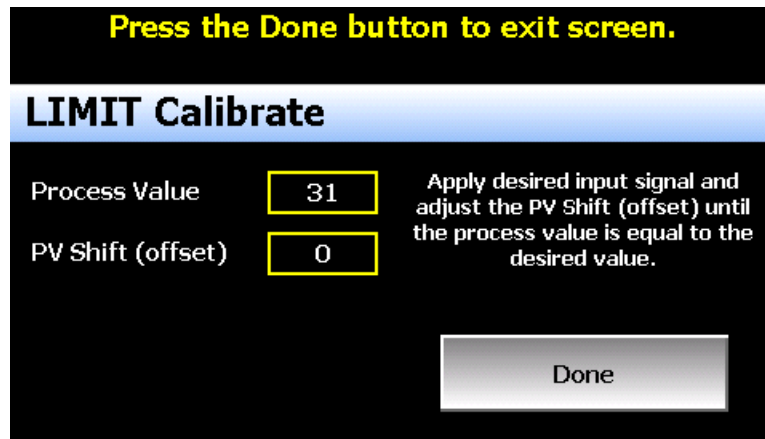 Press the Done button to exit screen.
LIMIT Calibrate
Process Value 31
PV Shift (offset) 0
Apply desired input signal and
adjust the PV Shift (offset) until
the process value is equal to the
desired value.
Done